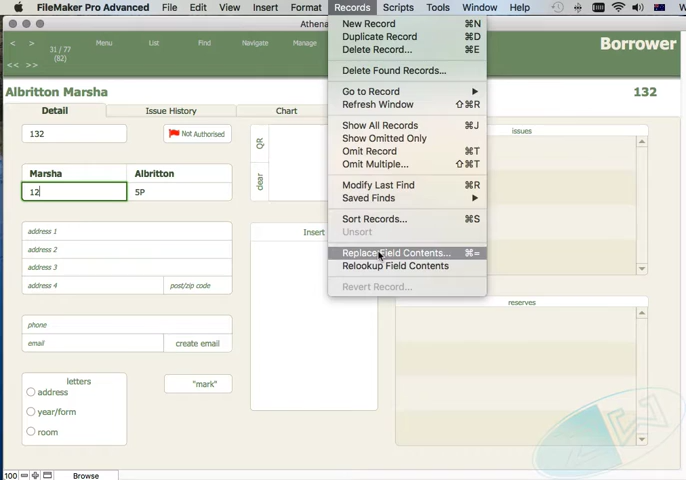 FileMaker Pro Advanced File Edit View Insert Format Records Scripts Tools Window Help
Athena
< > 31 / 77 Menu List Find Navigate Manage
(82)
<< >>
Borrower
Albritton Marsha 132
Detail Issue History Chart
132 Not Authorised
Marsha Albritton
12 5P
address 1
address 2
address 3
address 4 post/zip code
phone
email create email
letters
address
year/form
room
"mark"
QR
clear
Insert
New Record ⌘N
Duplicate Record ⌘D
Delete Record... ⌘E
Delete Found Records...
Go to Record ▶
Refresh Window ⇧⌘R
Show All Records ⌘J
Show Omitted Only
Omit Record ⌘T
Omit Multiple... ⇧⌘T
Modify Last Find ⌘R
Saved Finds ▶
Sort Records... ⌘S
Unsort
Replace Field Contents... ⌘=
Relookup Field Contents
Revert Record...
issues
reserves
100 Browse